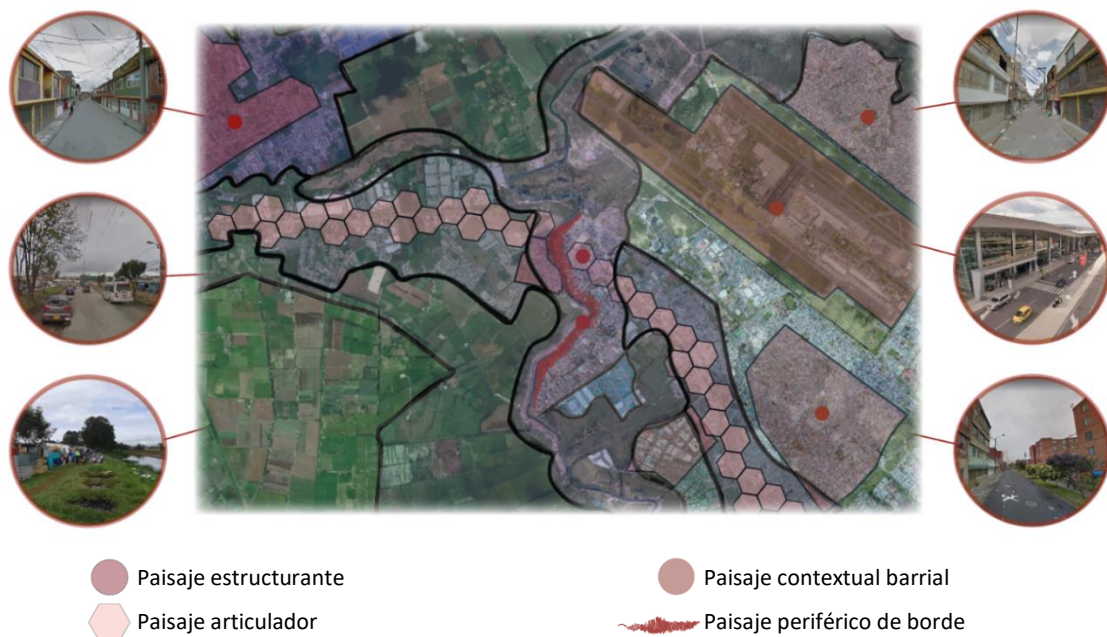 Paisaje estructurante
Paisaje contextual barrial
Paisaje articulador
Paisaje periférico de borde